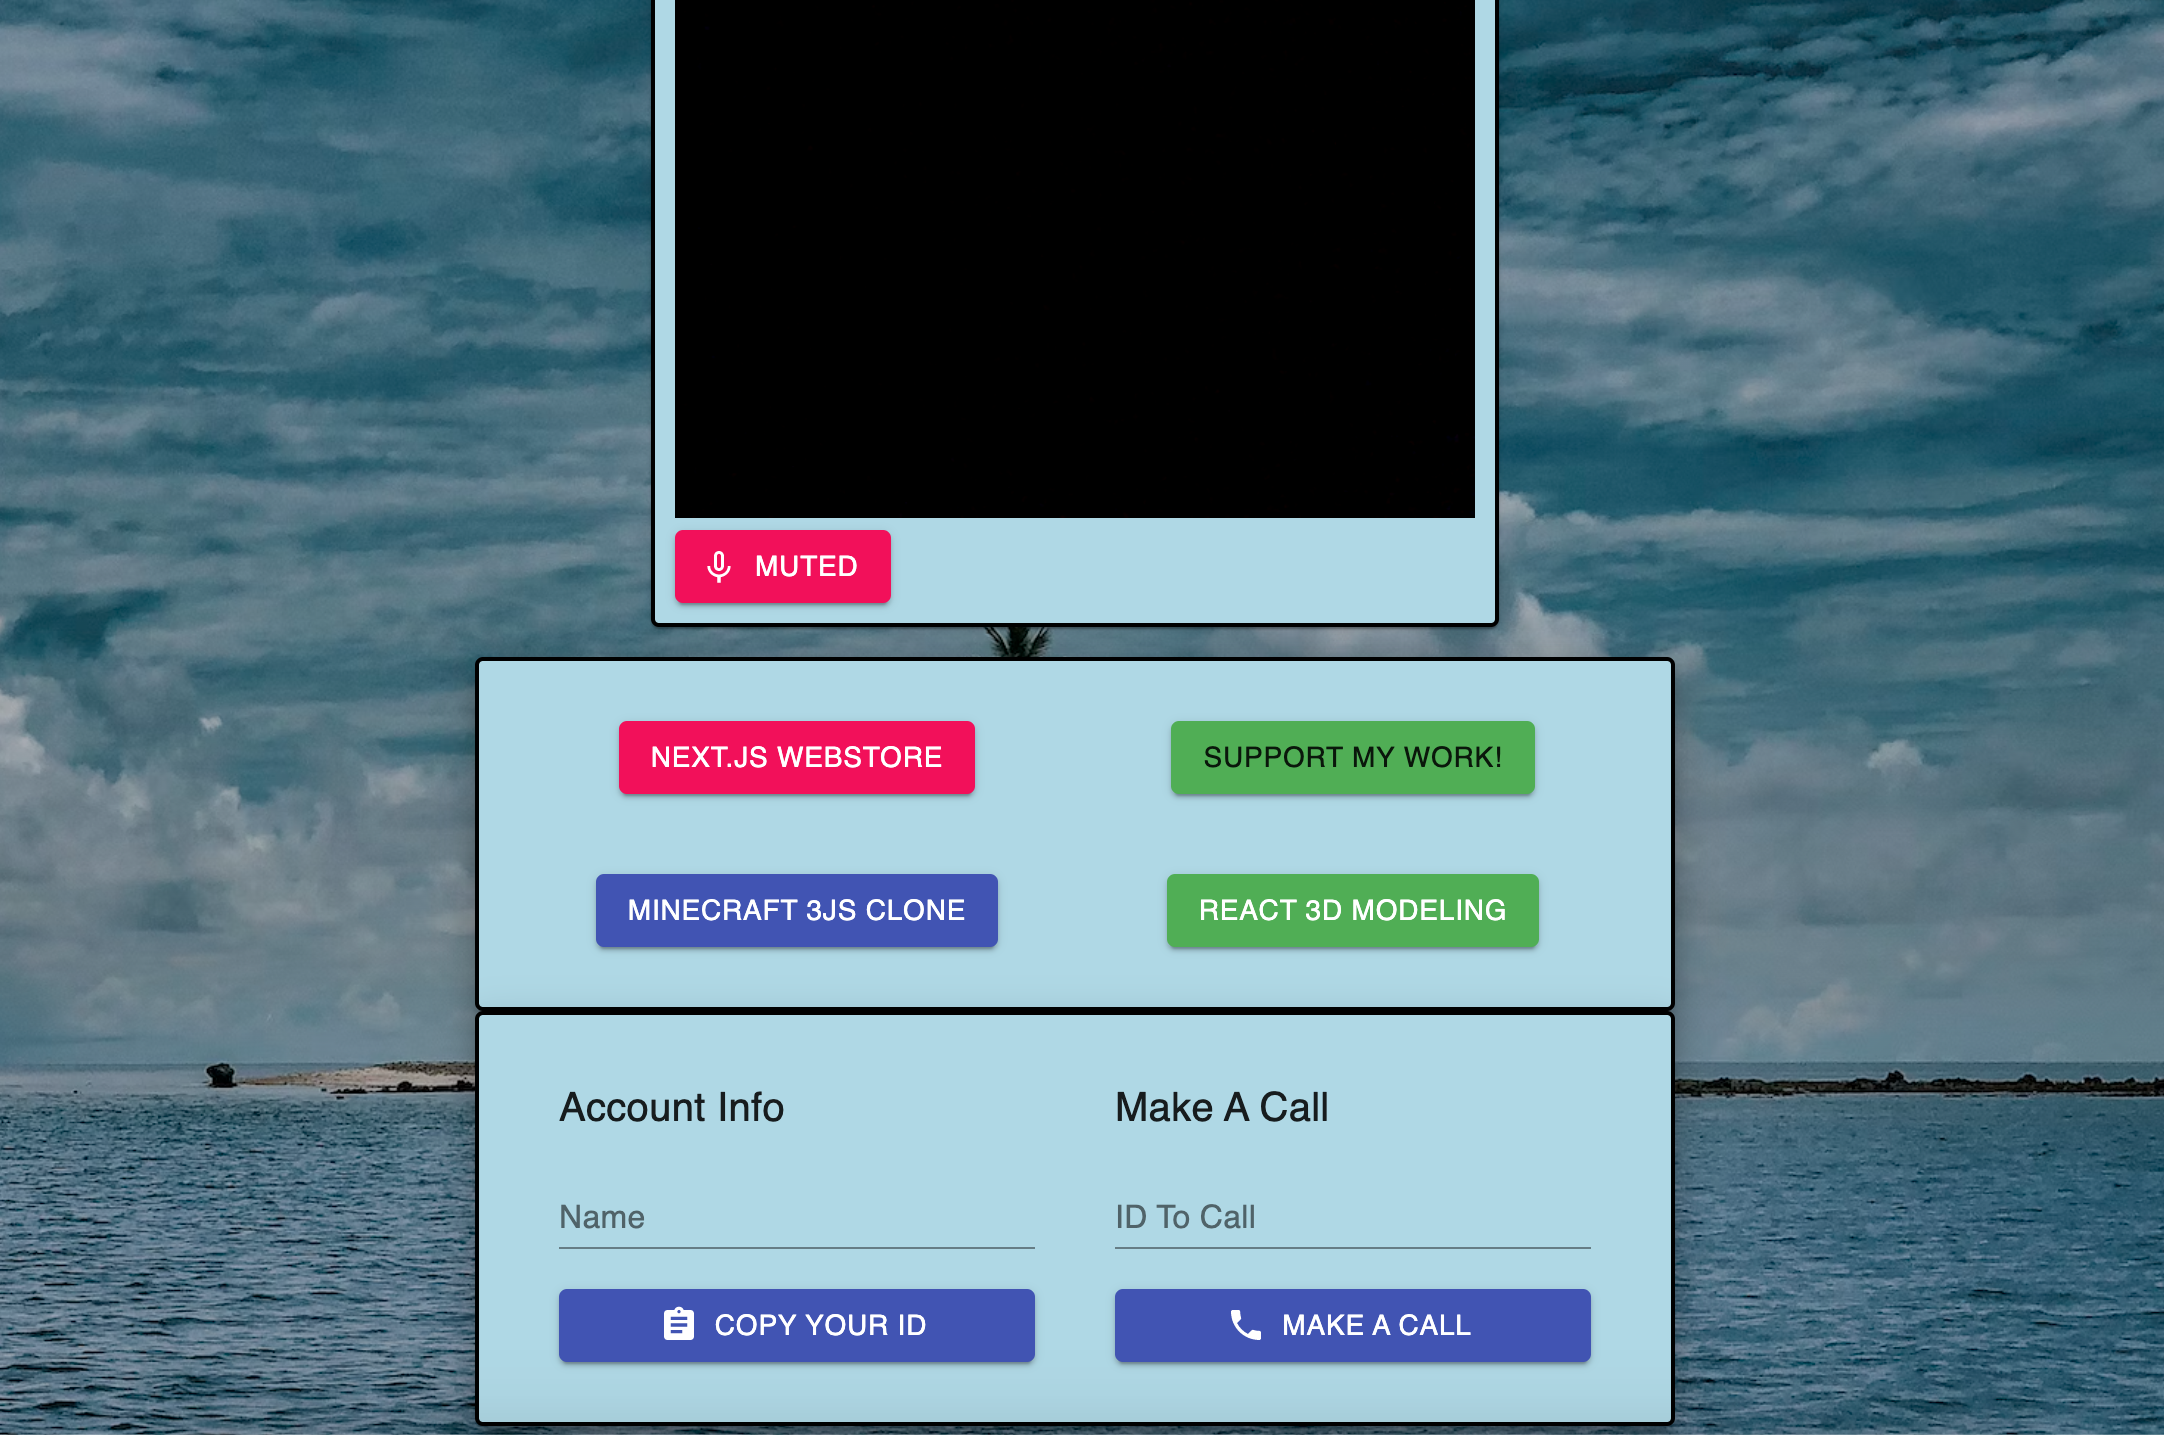 MUTED
NEXT.JS WEBSTORE
SUPPORT MY WORK!
MINECRAFT 3JS CLONE
REACT 3D MODELING
Account Info
Make A Call
Name
ID To Call
COPY YOUR ID
MAKE A CALL